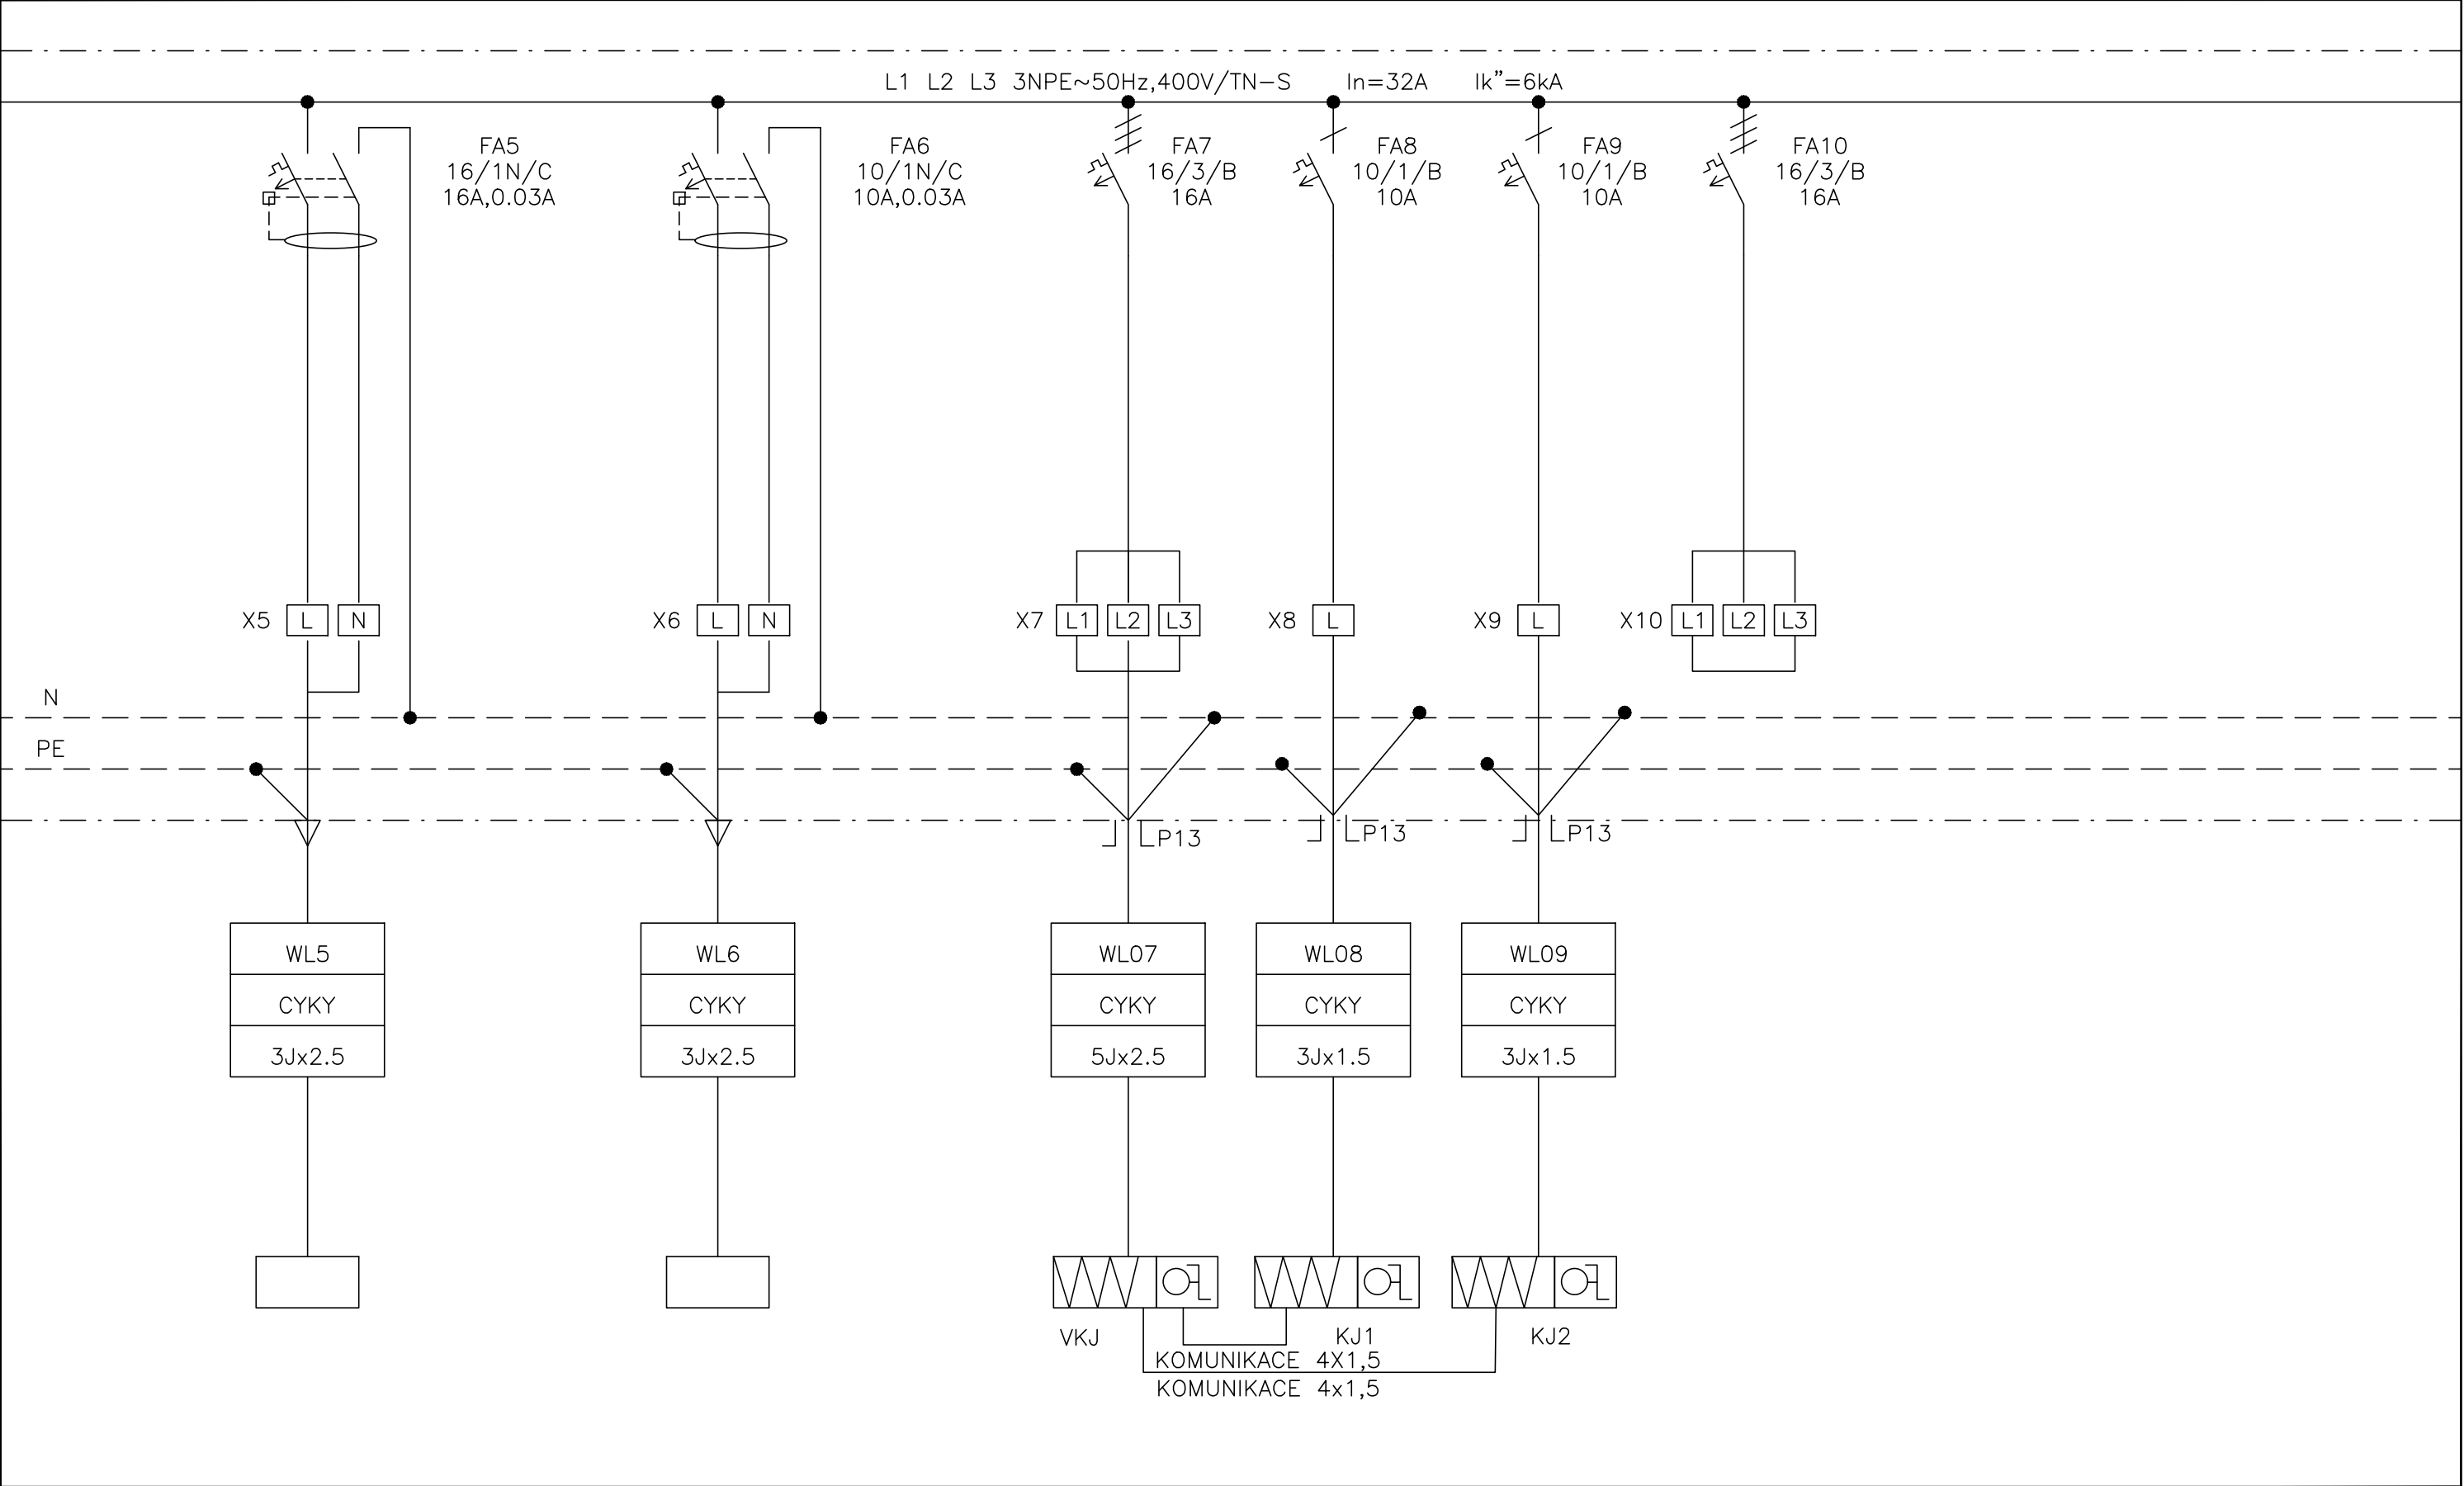 L1 L2 L3 3NPE~50Hz,400V/TN-S In=32A Ik"=6kA
FA5
16/1N/C
16A,0.03A
FA6
10/1N/C
10A,0.03A
FA7
16/3/B
16A
FA8
10/1/B
10A
FA9
10/1/B
10A
FA10
16/3/B
16A
X5 L N
X6 L N
X7 L1 L2 L3
X8 L
X9 L
X10 L1 L2 L3
N
PE
P13
P13
P13
WL5
CYKY
3Jx2.5
WL6
CYKY
3Jx2.5
WL07
CYKY
5Jx2.5
WL08
CYKY
3Jx1.5
WL09
CYKY
3Jx1.5
VKJ
KJ1
KJ2
KOMUNIKACE 4X1,5
KOMUNIKACE 4x1,5